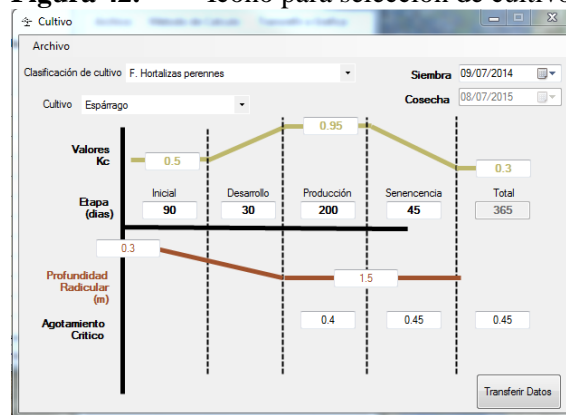 Figura 42. Icono para selección de cultivo
Cultivo
Archivo
Clasificación de cultivo F. Hortalizas perennes
Siembra 09/07/2014
Cultivo Espárrago
Cosecha 08/07/2015
Valores Kc
0.5
0.95
0.3
Etapa (dias)
Inicial Desarrollo Producción Senencencia Total
90 30 200 45 365
0.3
Profundidad Radicular (m)
1.5
Agotamiento Critico
0.4 0.45 0.45
Transferir Datos